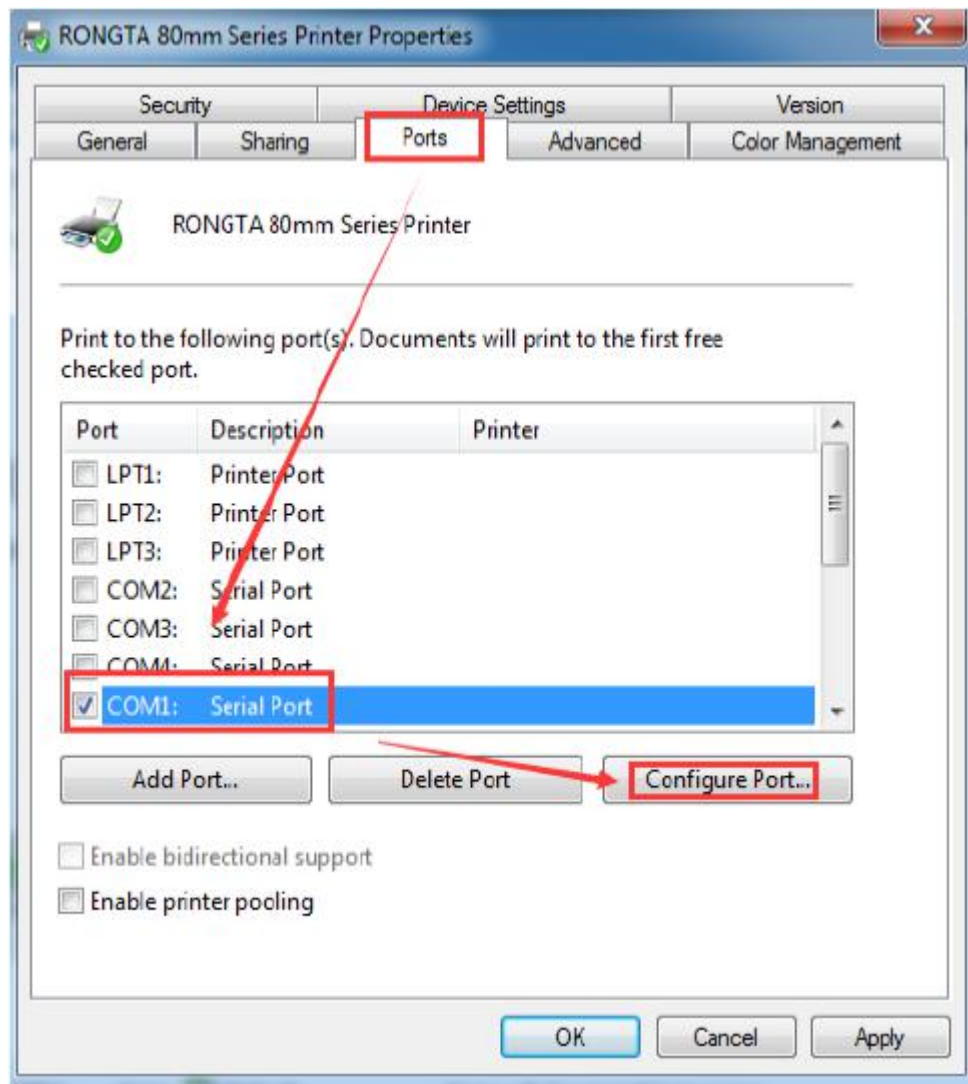 RONGTA 80mm Series Printer Properties
Security Device Settings Version
General Sharing Ports Advanced Color Management
RONGTA 80mm Series Printer
Print to the following port(s). Documents will print to the first free
checked port.
Port Description Printer
LPT1: Printer Port
LPT2: Printer Port
LPT3: Printer Port
COM2: Serial Port
COM3: Serial Port
COM4: Serial Port
COM1: Serial Port
Add Port... Delete Port Configure Port...
Enable bidirectional support
Enable printer pooling
OK Cancel Apply